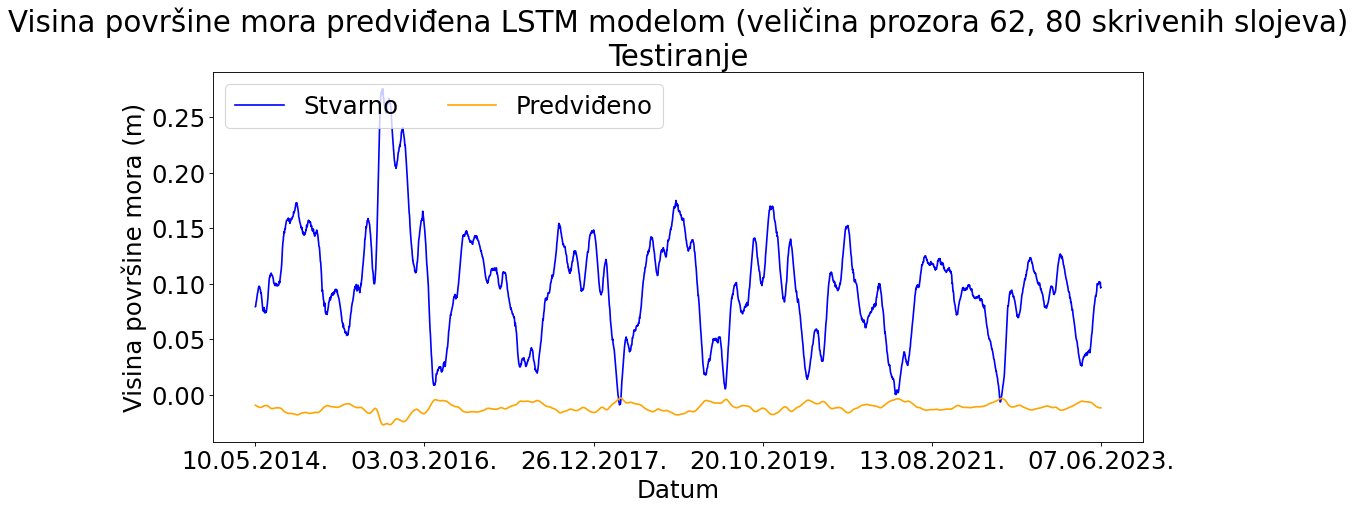 Visina površine mora predviđena LSTM modelom (veličina prozora 62, 80 skrivenih slojeva)
Testiranje
Stvarno
Predviđeno
Visina površine mora (m)
0.25
0.20
0.15
0.10
0.05
0.00
10.05.2014.
03.03.2016.
26.12.2017.
20.10.2019.
13.08.2021.
07.06.2023.
Datum